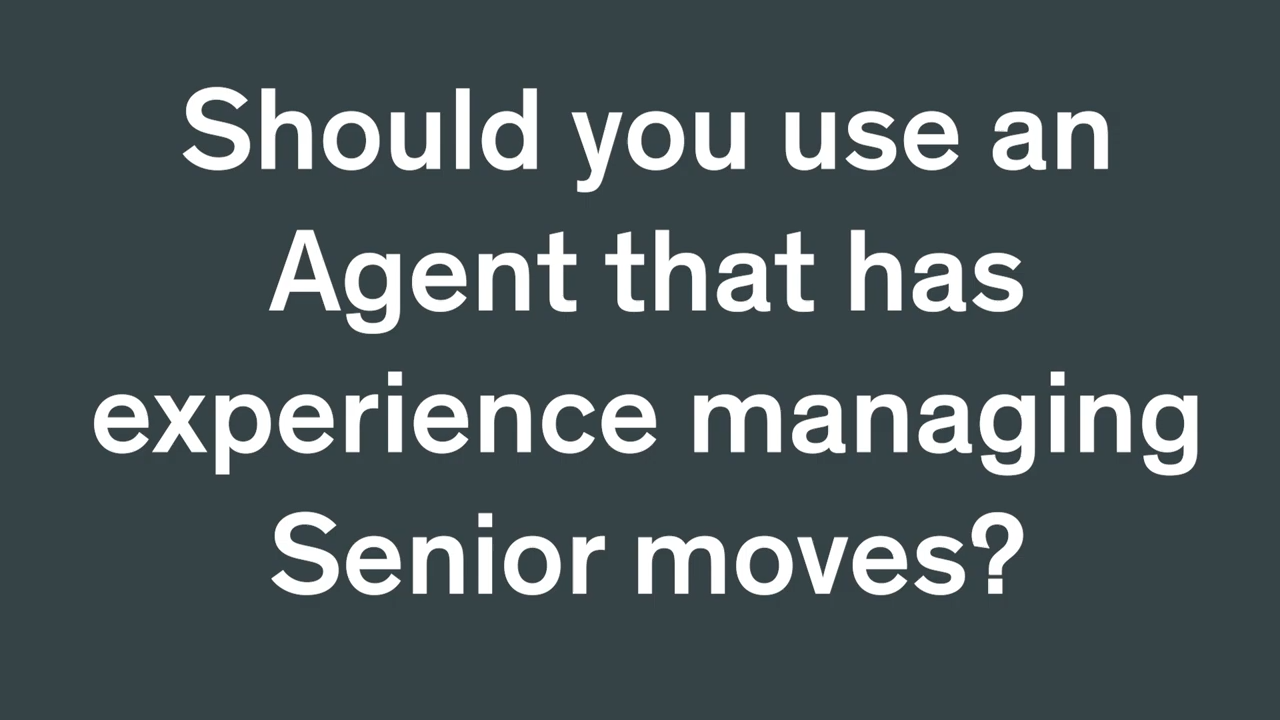 Should you use an
Agent that has
experience managing
Senior moves?